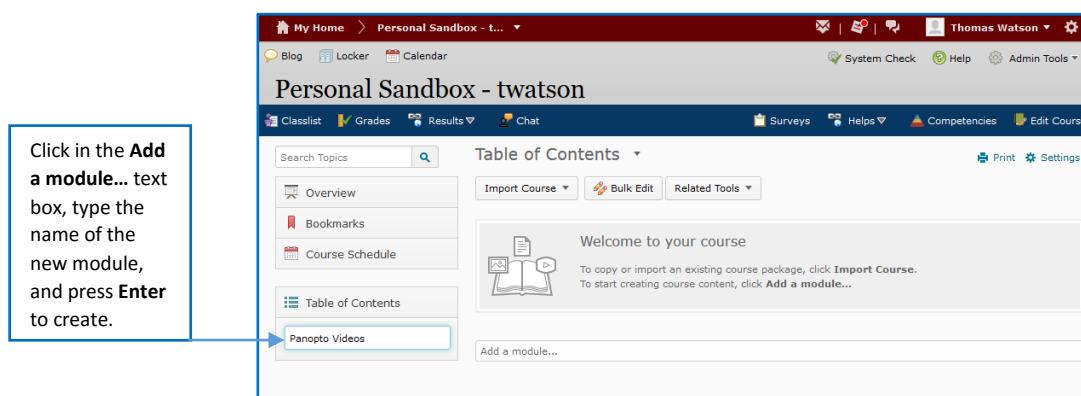 My Home Personal Sandbox - t...
Thomas Watson
Blog Locker Calendar
System Check Help Admin Tools
Personal Sandbox - twatson
Classlist Grades Results Chat Surveys Helps Competencies Edit Cours
Click in the Add
a module... text
box, type the
name of the
new module,
and press Enter
to create.
Search Topics
Overview
Bookmarks
Course Schedule
Table of Contents
Panopto Videos
Table of Contents
Print Settings
Import Course Bulk Edit Related Tools
Welcome to your course
To copy or import an existing course package, click Import Course.
To start creating course content, click Add a module...
Add a module...